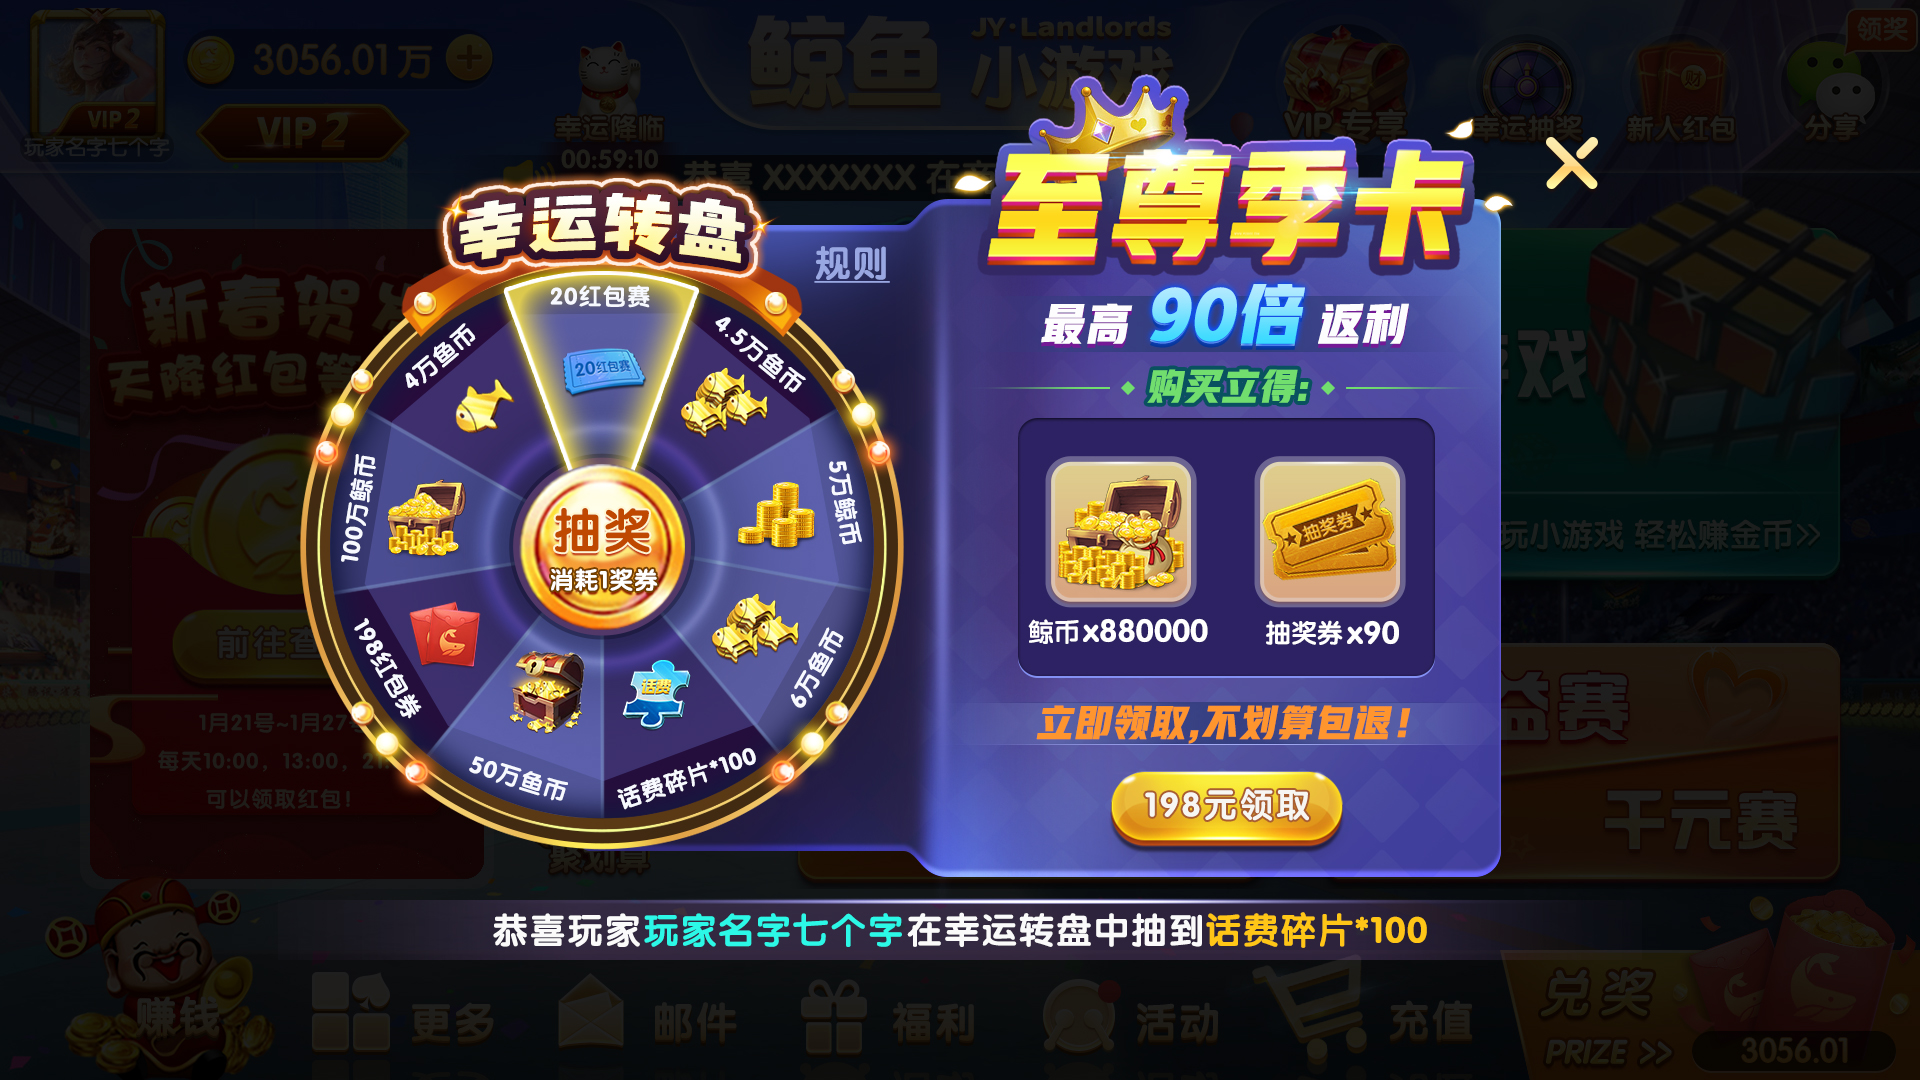 JY·Landlords
鲸鱼 小游戏
领奖
3056.01万
VIP 2
VIP 2
玩家名字七个字
幸运降临
00:59:10
VIP 专享
幸运抽奖
新人红包
分享
恭喜 XXXXXXX 在
幸运转盘
规则
20红包赛
20红包赛
4.5万鱼币
5万鲸币
6万鱼币
话费碎片*100
话费
50万鱼币
198红包券
100万鲸币
4万鱼币
抽奖
消耗1奖券
至尊季卡
最高 90倍 返利
购买立得:
抽奖券
鲸币x880000
抽奖券x90
立即领取,不划算包退!
198元领取
新春贺
天降红包
前往查
1月21号~1月27
每天10:00，13:00，
可以领取红包!
聚划算
游戏
玩小游戏 轻松赚金币>>
益赛
千元赛
恭喜玩家玩家名字七个字在幸运转盘中抽到话费碎片*100
赚钱
更多
邮件
福利
活动
充值
兑奖
PRIZE >>
3056.01